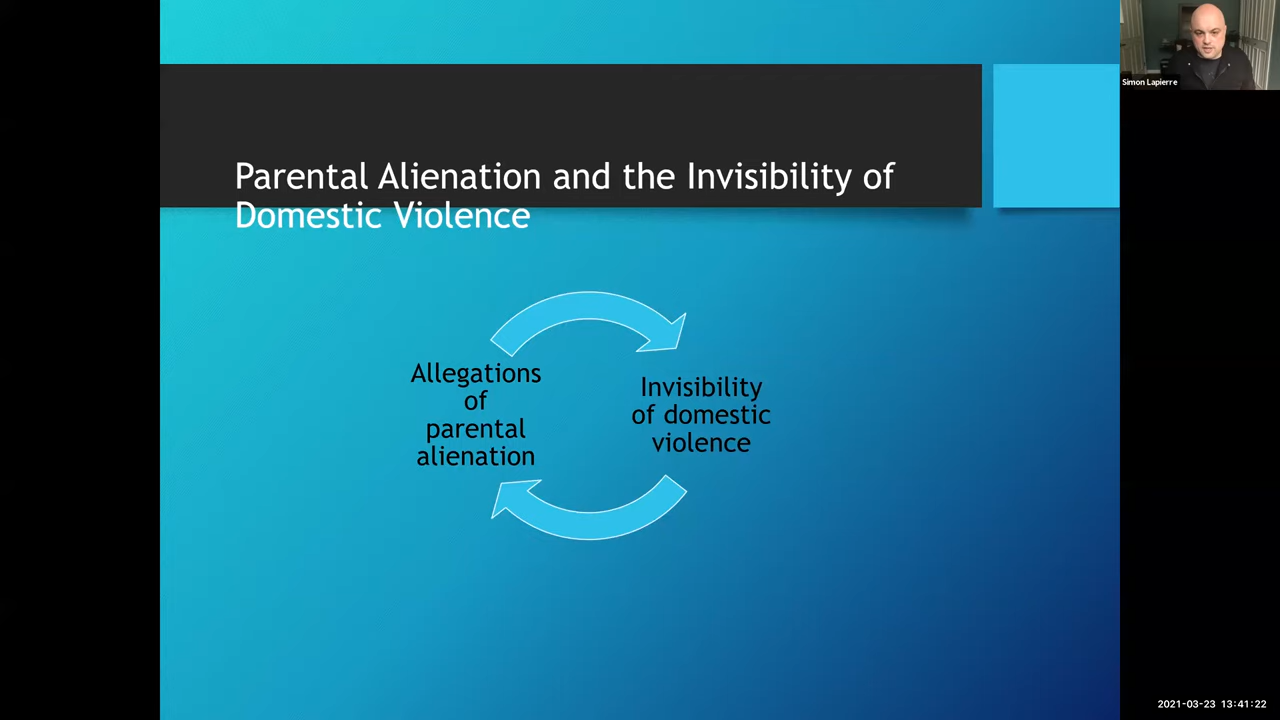 Simon Lapierre
Parental Alienation and the Invisibility of
Domestic Violence
Allegations
of
parental
alienation
Invisibility
of domestic
violence
2021-03-23 13:41:22